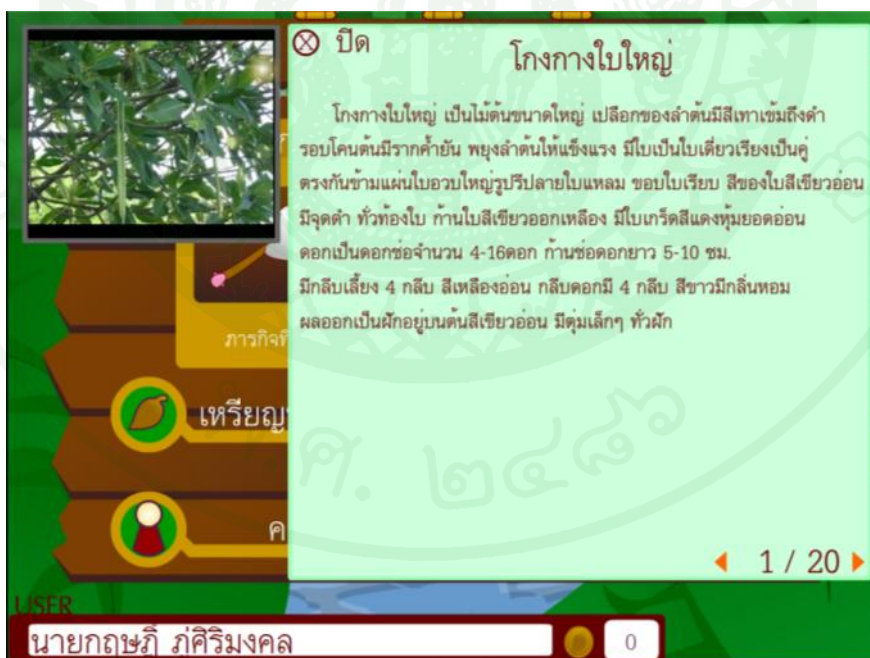 ปิด
โกงกางใบใหญ่
โกงกางใบใหญ่ เป็นไม้ต้นขนาดใหญ่ เปลือกของลำต้นมีสีเทาเข้มถึงดำ
รอบโคนต้นมีรากค้ำยัน พยุงลำต้นให้แข็งแรง มีใบเป็นใบเดี่ยวเรียงเป็นคู่
ตรงกันข้ามแผ่นใบอวบใหญ่รูปรีปลายใบแหลม ขอบใบเรียบ สีของใบสีเขียวอ่อน
มีจุดดำ ทั่วท้องใบ ก้านใบสีเขียวออกเหลือง มีใบเกร็ดสีแดงหุ้มยอดอ่อน
ดอกเป็นดอกช่อจำนวน 4-16ดอก ก้านช่อดอกยาว 5-10 ซม.
มีกลีบเลี้ยง 4 กลีบ สีเหลืองอ่อน กลีบดอกมี 4 กลีบ สีขาวมีกลิ่นหอม
ผลออกเป็นฝักอยู่บนต้นสีเขียวอ่อน มีตุ่มเล็กๆ ทั่วฝัก
ภารกิจที่
เหรียญ
ค
ศ. ๒๕๘๖
1 / 20
USER
นายกฤษฎิ์ ภู่ศิริมงคล
0